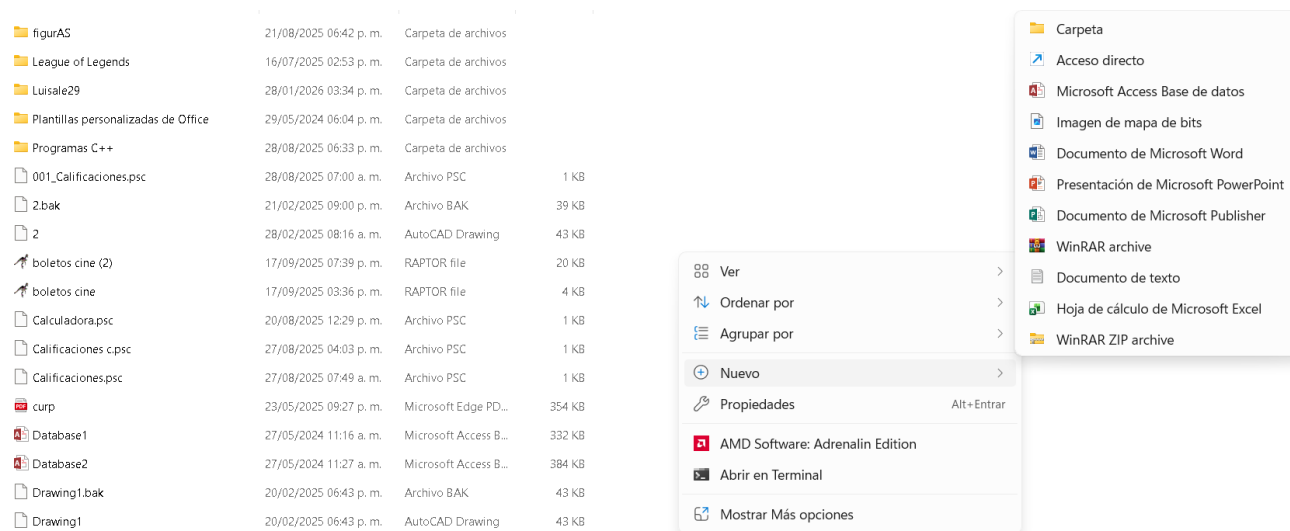 figurAS 21/08/2025 06:42 p. m. Carpeta de archivos
League of Legends 16/07/2025 02:53 p. m. Carpeta de archivos
Luisale29 28/01/2026 03:34 p. m. Carpeta de archivos
Plantillas personalizadas de Office 29/05/2024 06:04 p. m. Carpeta de archivos
Programas C++ 28/08/2025 06:33 p. m. Carpeta de archivos
001_Calificaciones.psc 28/08/2025 07:00 a. m. Archivo PSC 1 KB
2.bak 21/02/2025 09:00 p. m. Archivo BAK 39 KB
2 28/02/2025 08:16 a. m. AutoCAD Drawing 43 KB
boletos cine (2) 17/09/2025 07:39 p. m. RAPTOR file 20 KB
boletos cine 17/09/2025 03:36 p. m. RAPTOR file 4 KB
Calculadora.psc 20/08/2025 12:29 p. m. Archivo PSC 1 KB
Calificaciones c.psc 27/08/2025 04:03 p. m. Archivo PSC 1 KB
Calificaciones.psc 27/08/2025 07:49 a. m. Archivo PSC 1 KB
curp 23/05/2025 09:27 p. m. Microsoft Edge PD... 354 KB
Database1 27/05/2024 11:16 a. m. Microsoft Access B... 332 KB
Database2 27/05/2024 11:27 a. m. Microsoft Access B... 384 KB
Drawing1.bak 20/02/2025 06:43 p. m. Archivo BAK 43 KB
Drawing1 20/02/2025 06:43 p. m. AutoCAD Drawing 43 KB
Ver
Ordenar por
Agrupar por
Nuevo
Propiedades Alt+Entrar
AMD Software: Adrenalin Edition
Abrir en Terminal
Mostrar Más opciones
Carpeta
Acceso directo
Microsoft Access Base de datos
Imagen de mapa de bits
Documento de Microsoft Word
Presentación de Microsoft PowerPoint
Documento de Microsoft Publisher
WinRAR archive
Documento de texto
Hoja de cálculo de Microsoft Excel
WinRAR ZIP archive